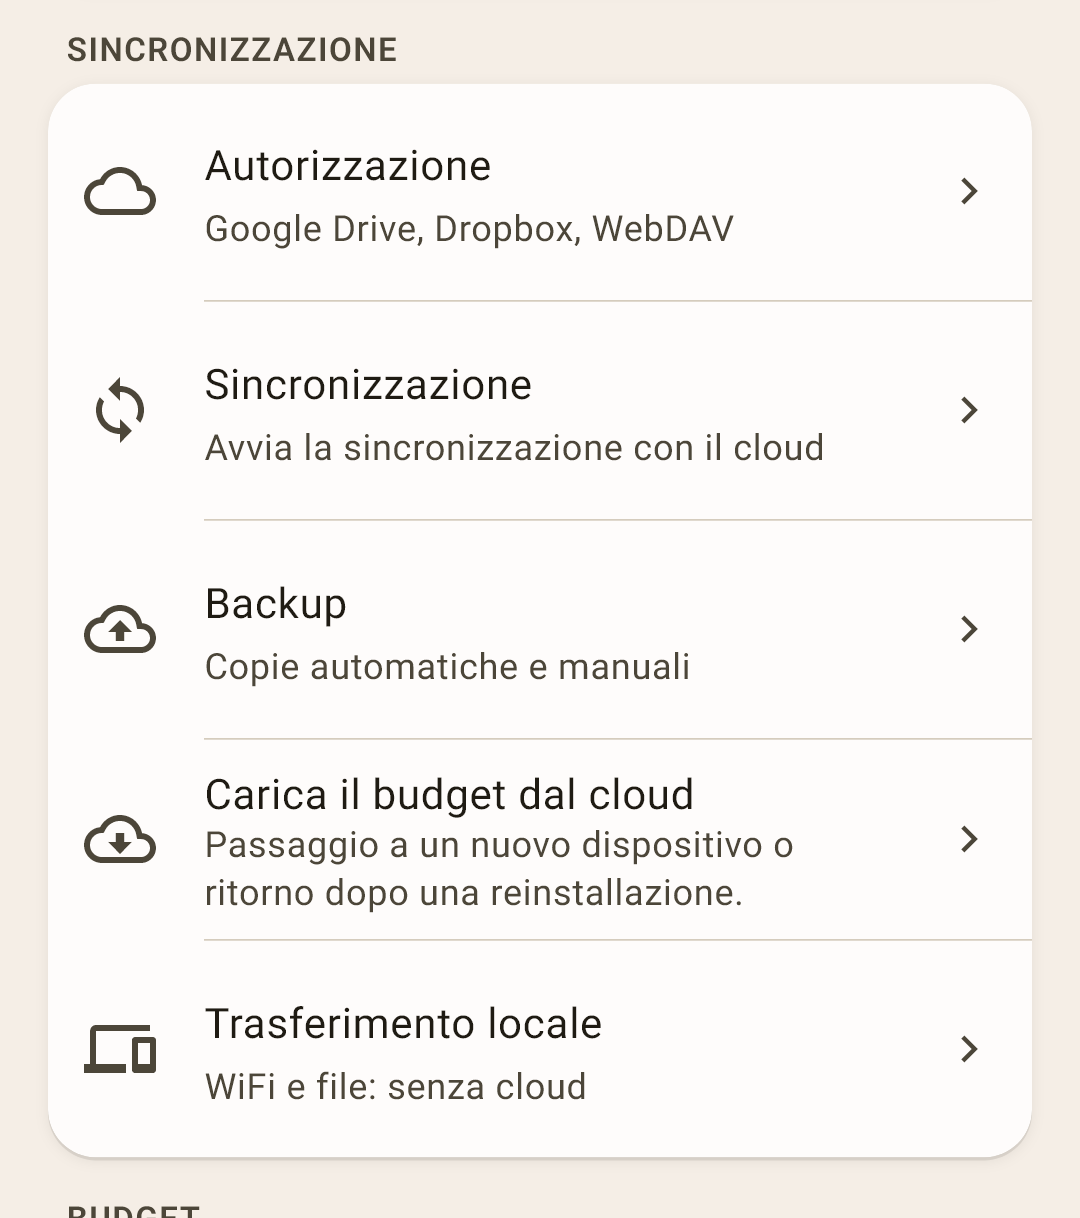 SINCRONIZZAZIONE
Autorizzazione
Google Drive, Dropbox, WebDAV
Sincronizzazione
Avvia la sincronizzazione con il cloud
Backup
Copie automatiche e manuali
Carica il budget dal cloud
Passaggio a un nuovo dispositivo o
ritorno dopo una reinstallazione.
Trasferimento locale
WiFi e file: senza cloud
BUDGET